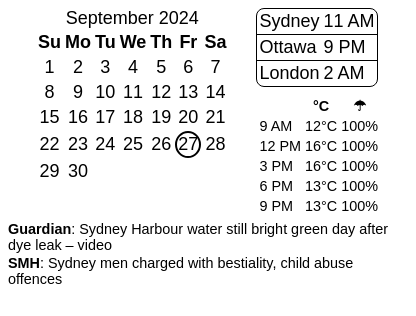 September 2024
Su Mo Tu We Th Fr Sa
1 2 3 4 5 6 7
8 9 10 11 12 13 14
15 16 17 18 19 20 21
22 23 24 25 26 27 28
29 30
Sydney 11 AM
Ottawa 9 PM
London 2 AM
°C ☂
9 AM 12°C 100%
12 PM 16°C 100%
3 PM 16°C 100%
6 PM 13°C 100%
9 PM 13°C 100%
Guardian: Sydney Harbour water still bright green day after
dye leak – video
SMH: Sydney men charged with bestiality, child abuse
offences